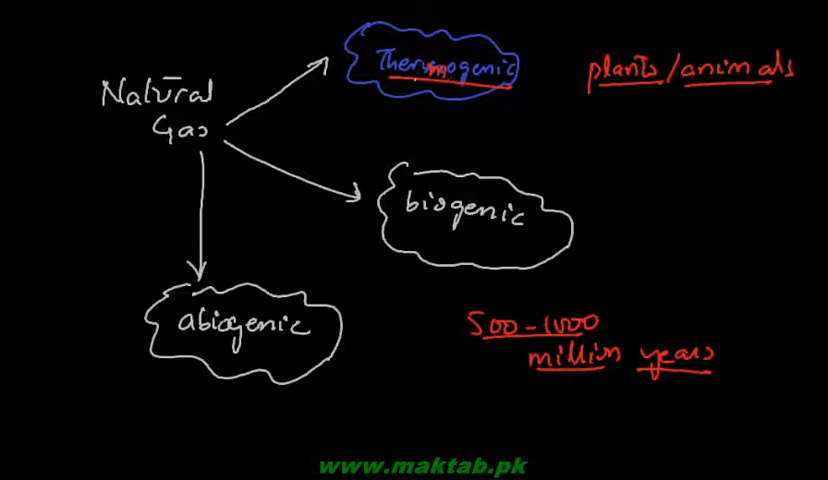 Thermogenic
plants/animals
Natural
Gas
biogenic
abiogenic
500-1000
million years
www.maktab.pk